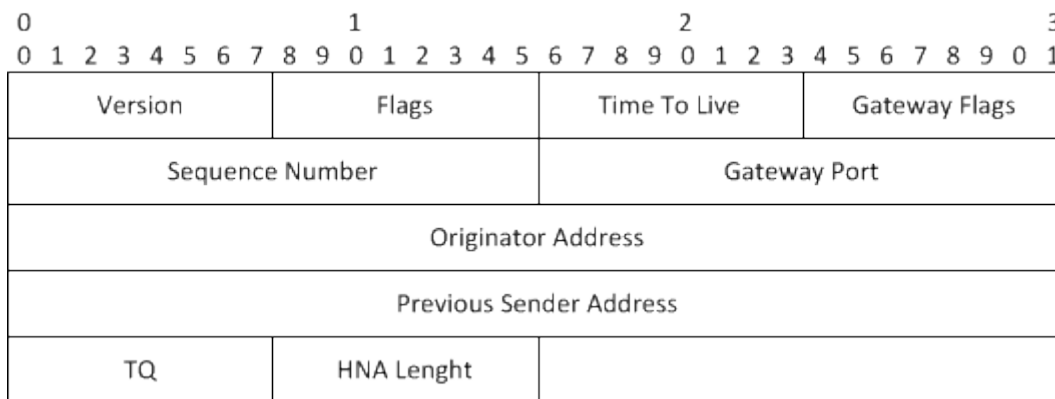 0 1 2 3
0 1 2 3 4 5 6 7 8 9 0 1 2 3 4 5 6 7 8 9 0 1 2 3 4 5 6 7 8 9 0 1
Version Flags Time To Live Gateway Flags
Sequence Number Gateway Port
Originator Address
Previous Sender Address
TQ HNA Lenght